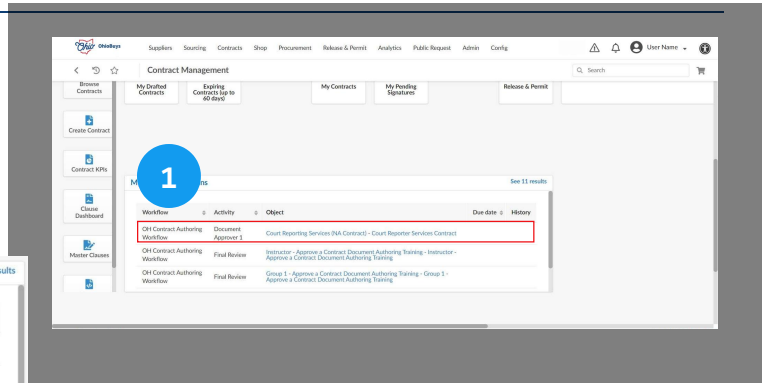 Ohio OhioBuys Suppliers Sourcing Contracts Shop Procurement Release & Permit Analytics Public Request Admin Config User Name
Contract Management Search
Browse Contracts
My Drafted Contracts
Expiring Contracts (up to 60 days)
My Contracts
My Pending Signatures
Release & Permit
Create Contract
Contract KPIs
Clause Dashboard
Master Clauses
1
M ns See 11 results
Workflow Activity Object Due date History
OH Contract Authoring Workflow
Document Approver 1
Court Reporting Services (NA Contract) - Court Reporter Services Contract
OH Contract Authoring Workflow
Final Review
Instructor - Approve a Contract Document Authoring Training - Instructor -
Approve a Contract Document Authoring Training
OH Contract Authoring Workflow
Final Review
Group 1 - Approve a Contract Document Authoring Training - Group 1 -
Approve a Contract Document Authoring Training
sults